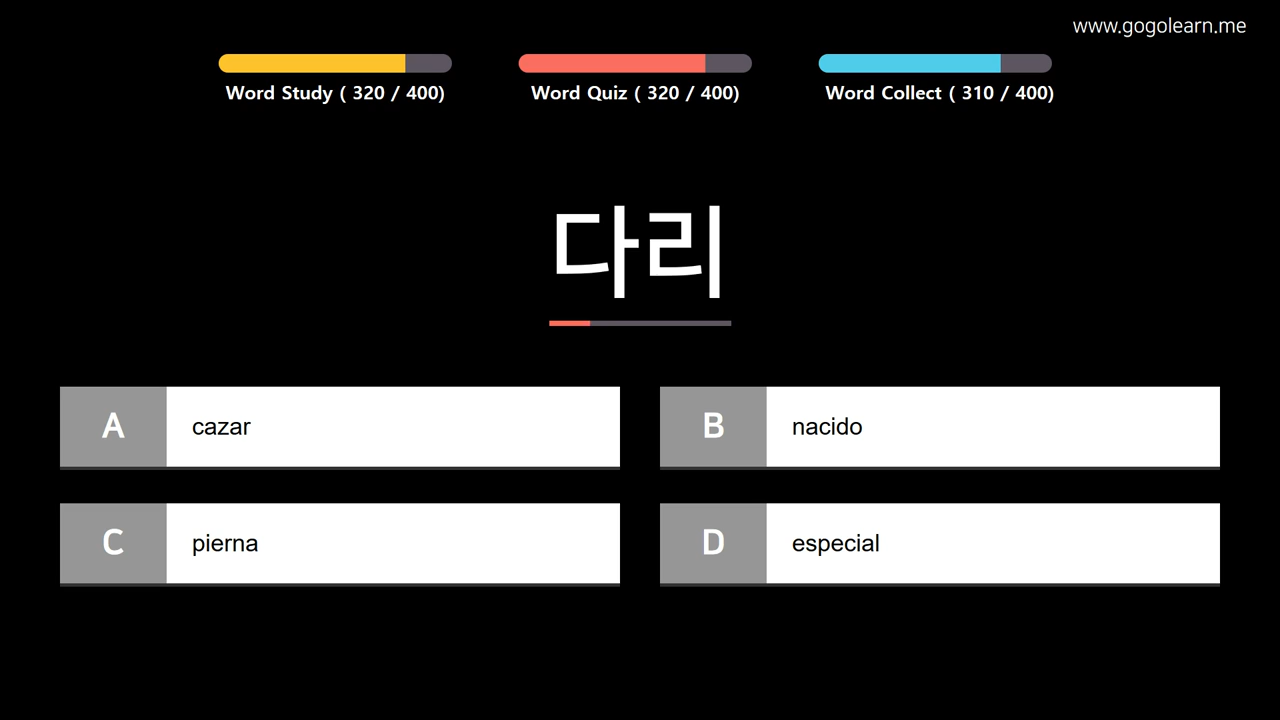 www.gogolearn.me
Word Study ( 320 / 400)
Word Quiz ( 320 / 400)
Word Collect ( 310 / 400)
다리
A cazar
B nacido
C pierna
D especial